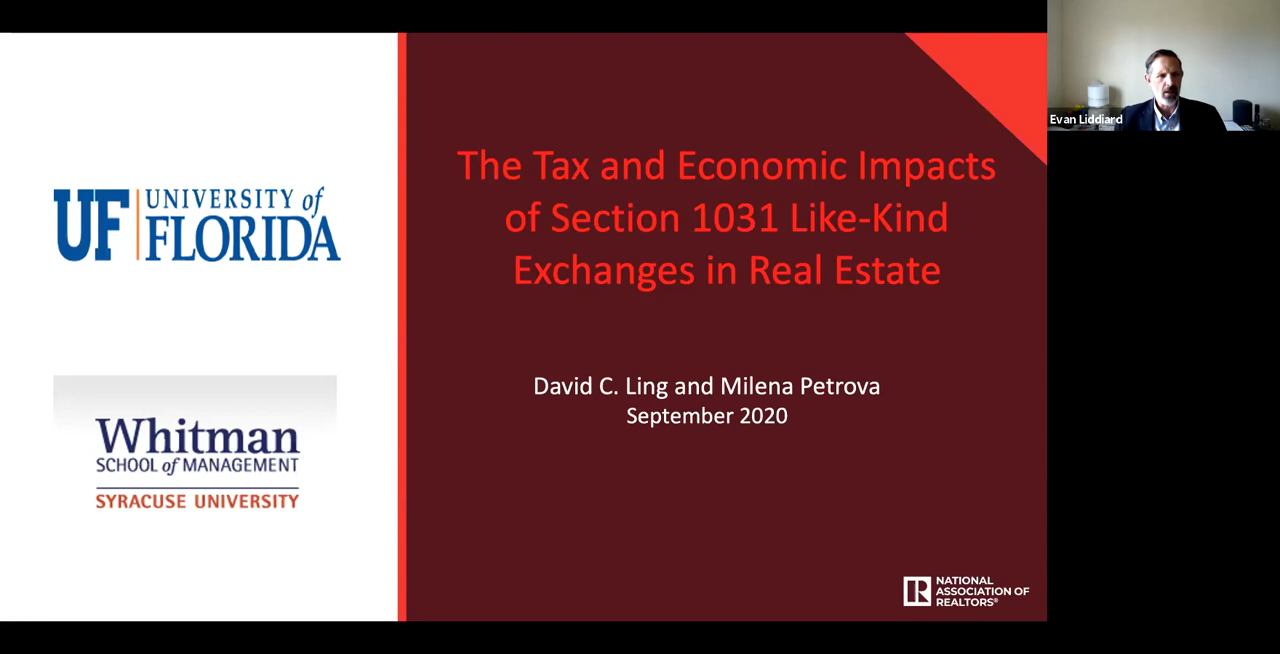 UF
UNIVERSITY of
FLORIDA
Whitman
SCHOOL of MANAGEMENT
SYRACUSE UNIVERSITY
The Tax and Economic Impacts
of Section 1031 Like-Kind
Exchanges in Real Estate
David C. Ling and Milena Petrova
September 2020
R
NATIONAL
ASSOCIATION OF
REALTORS®
Evan Liddiard